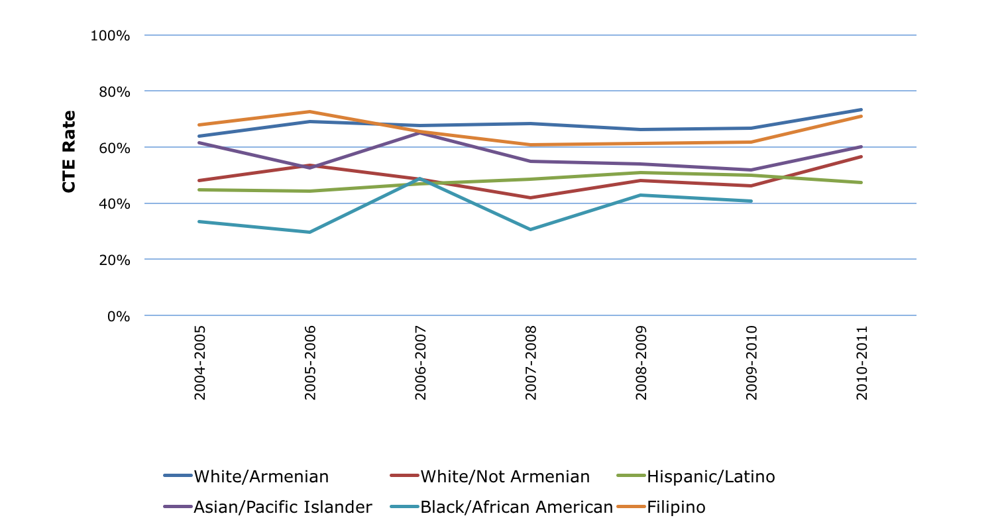 100%
80%
60%
40%
20%
0%
CTE Rate
2004-2005
2005-2006
2006-2007
2007-2008
2008-2009
2009-2010
2010-2011
White/Armenian
White/Not Armenian
Hispanic/Latino
Asian/Pacific Islander
Black/African American
Filipino